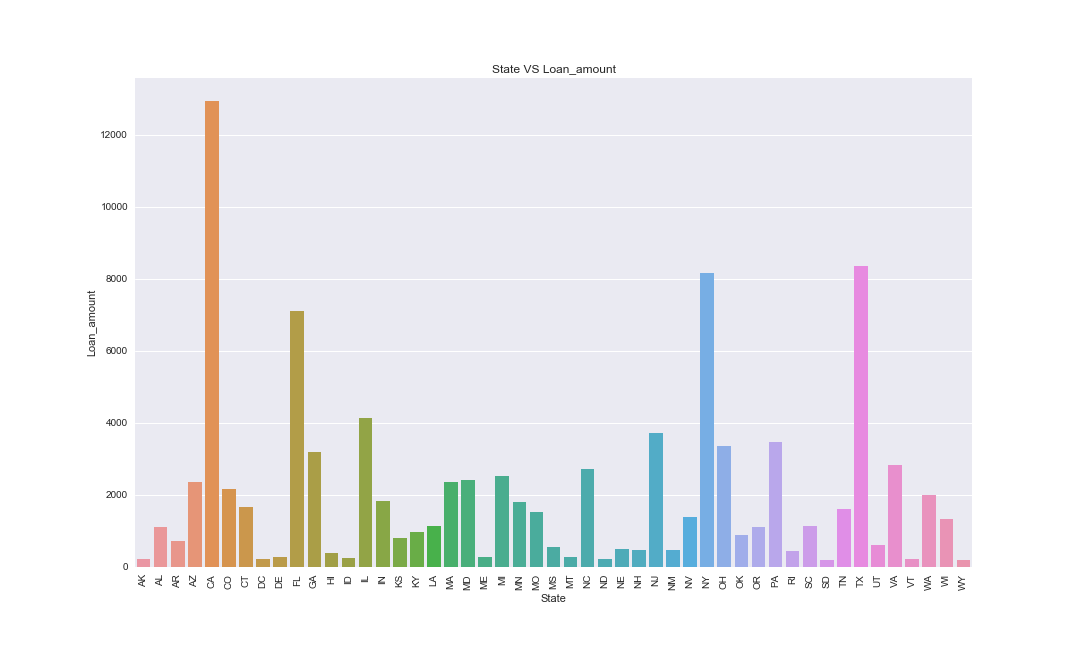 State VS Loan_amount
12000
10000
8000
6000
4000
2000
0
Loan_amount
AK AL AR AZ CA CO CT DC DE FL GA HI ID IL IN KS KY LA MA MD ME MI MN MO MS MT NC ND NE NH NJ NM NV NY OH OK OR PA RI SC SD TN TX UT VA VT WA WI WY
State